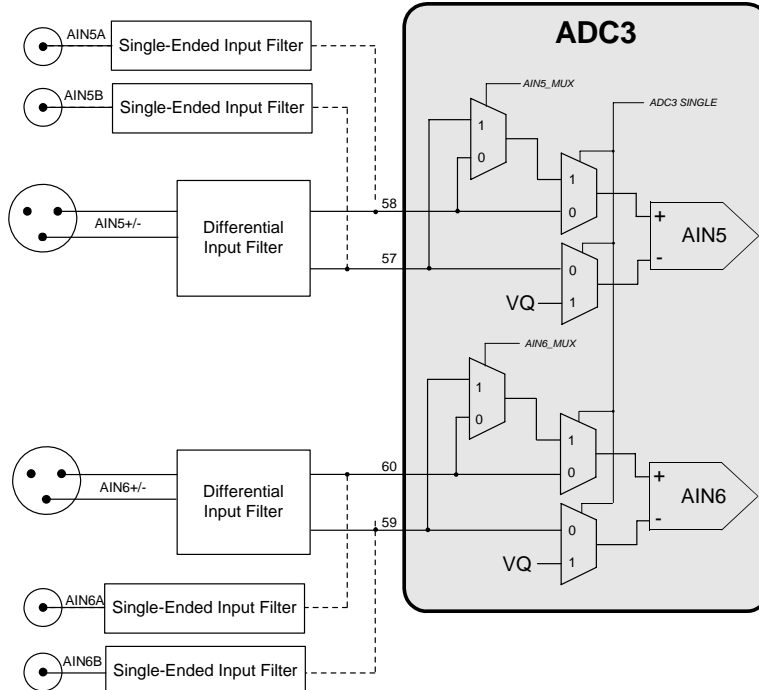 ADC3
AIN5A
Single-Ended Input Filter
AIN5B
Single-Ended Input Filter
AIN5_MUX
ADC3 SINGLE
1
0
1
0
AIN5+/-
Differential
Input Filter
58
57
+
-
AIN5
0
1
VQ
AIN6_MUX
1
0
1
0
AIN6+/-
Differential
Input Filter
60
59
+
-
AIN6
0
1
VQ
AIN6A
Single-Ended Input Filter
AIN6B
Single-Ended Input Filter